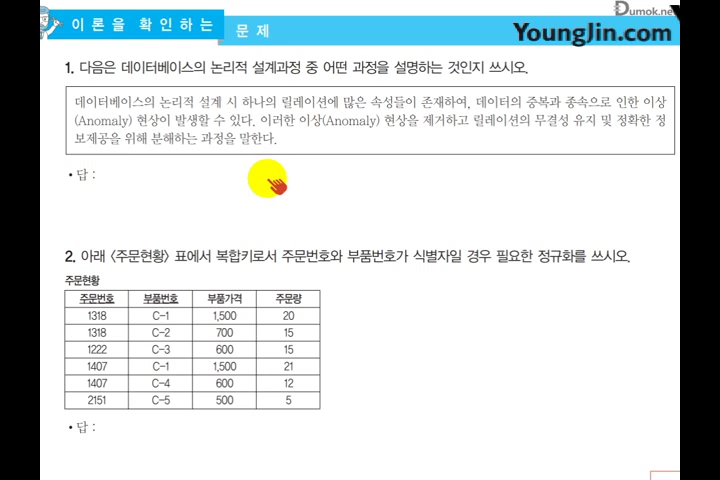 Dumok.ne
이론을 확인하는 문제
YoungJin.com
1. 다음은 데이터베이스의 논리적 설계과정 중 어떤 과정을 설명하는 것인지 쓰시오.
데이터베이스의 논리적 설계 시 하나의 릴레이션에 많은 속성들이 존재하여, 데이터의 중복과 종속으로 인한 이상
(Anomaly) 현상이 발생할 수 있다. 이러한 이상(Anomaly) 현상을 제거하고 릴레이션의 무결성 유지 및 정확한 정
보제공을 위해 분해하는 과정을 말한다.
• 답 :
2. 아래 <주문현황> 표에서 복합키로서 주문번호와 부품번호가 식별자일 경우 필요한 정규화를 쓰시오.
주문현황
주문번호 부품번호 부품가격 주문량
1318 C-1 1,500 20
1318 C-2 700 15
1222 C-3 600 15
1407 C-1 1,500 21
1407 C-4 600 12
2151 C-5 500 5
• 답 :